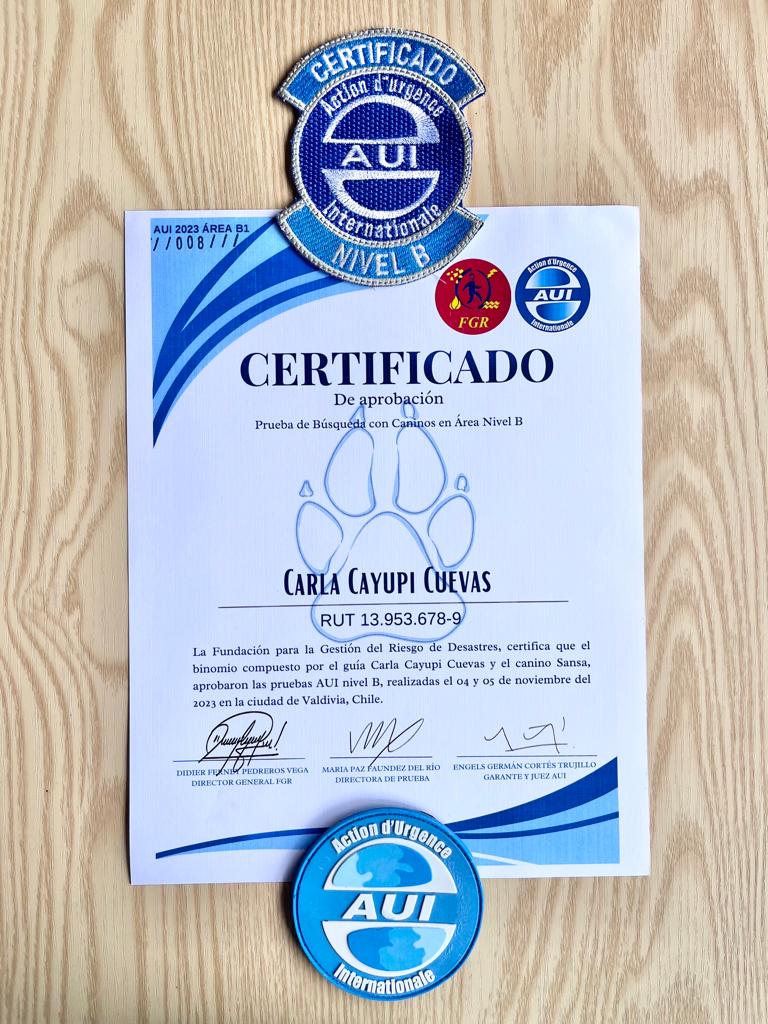 CERTIFICADO
Action d'Urgence
AUI
Internationale
NIVEL B
AUI 2023 ÁREA B1
//008///
FGR
Action d'Urgence
AUI
Internationale
CERTIFICADO
De aprobación
Prueba de Búsqueda con Caninos en Área Nivel B
CARLA CAYUPI CUEVAS
RUT 13.953.678-9
La Fundación para la Gestión del Riesgo de Desastres, certifica que el
binomio compuesto por el guía Carla Cayupi Cuevas y el canino Sansa,
aprobaron las pruebas AUI nivel B, realizadas el 04 y 05 de noviembre del
2023 en la ciudad de Valdivia, Chile.
DIDIER FERNEY PEDREROS VEGA
DIRECTOR GENERAL FGR
MARIA PAZ FAUNDEZ DEL RÍO
DIRECTORA DE PRUEBA
ENGELS GERMÁN CORTÉS TRUJILLO
GARANTE Y JUEZ AUI
Action d'Urgence
AUI
Internationale